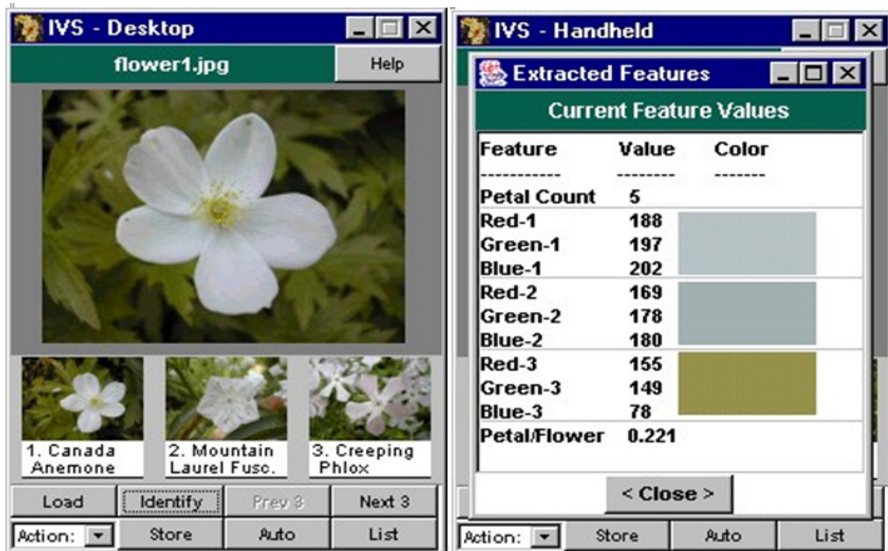 IVS - Desktop
flower1.jpg
Help
1. Canada
Anemone
2. Mountain
Laurel Fusc.
3. Creeping
Phlox
Load
Identify
Prev 3
Next 3
Action:
Store
Auto
List
IVS - Handheld
Extracted Features
Current Feature Values
Feature Value Color
----------- -------- -------
Petal Count 5
Red-1 188
Green-1 197
Blue-1 202
Red-2 169
Green-2 178
Blue-2 180
Red-3 155
Green-3 149
Blue-3 78
Petal/Flower 0.221
< Close >
Action:
Store
Auto
List